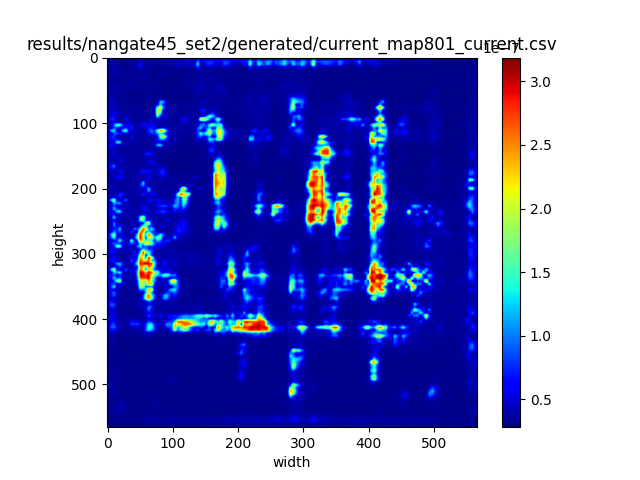 results/nangate45_set2/generated/current_map801_current.csv
1e−7
0
100
200
300
400
500
height
0 100 200 300 400 500
width
3.0
2.5
2.0
1.5
1.0
0.5